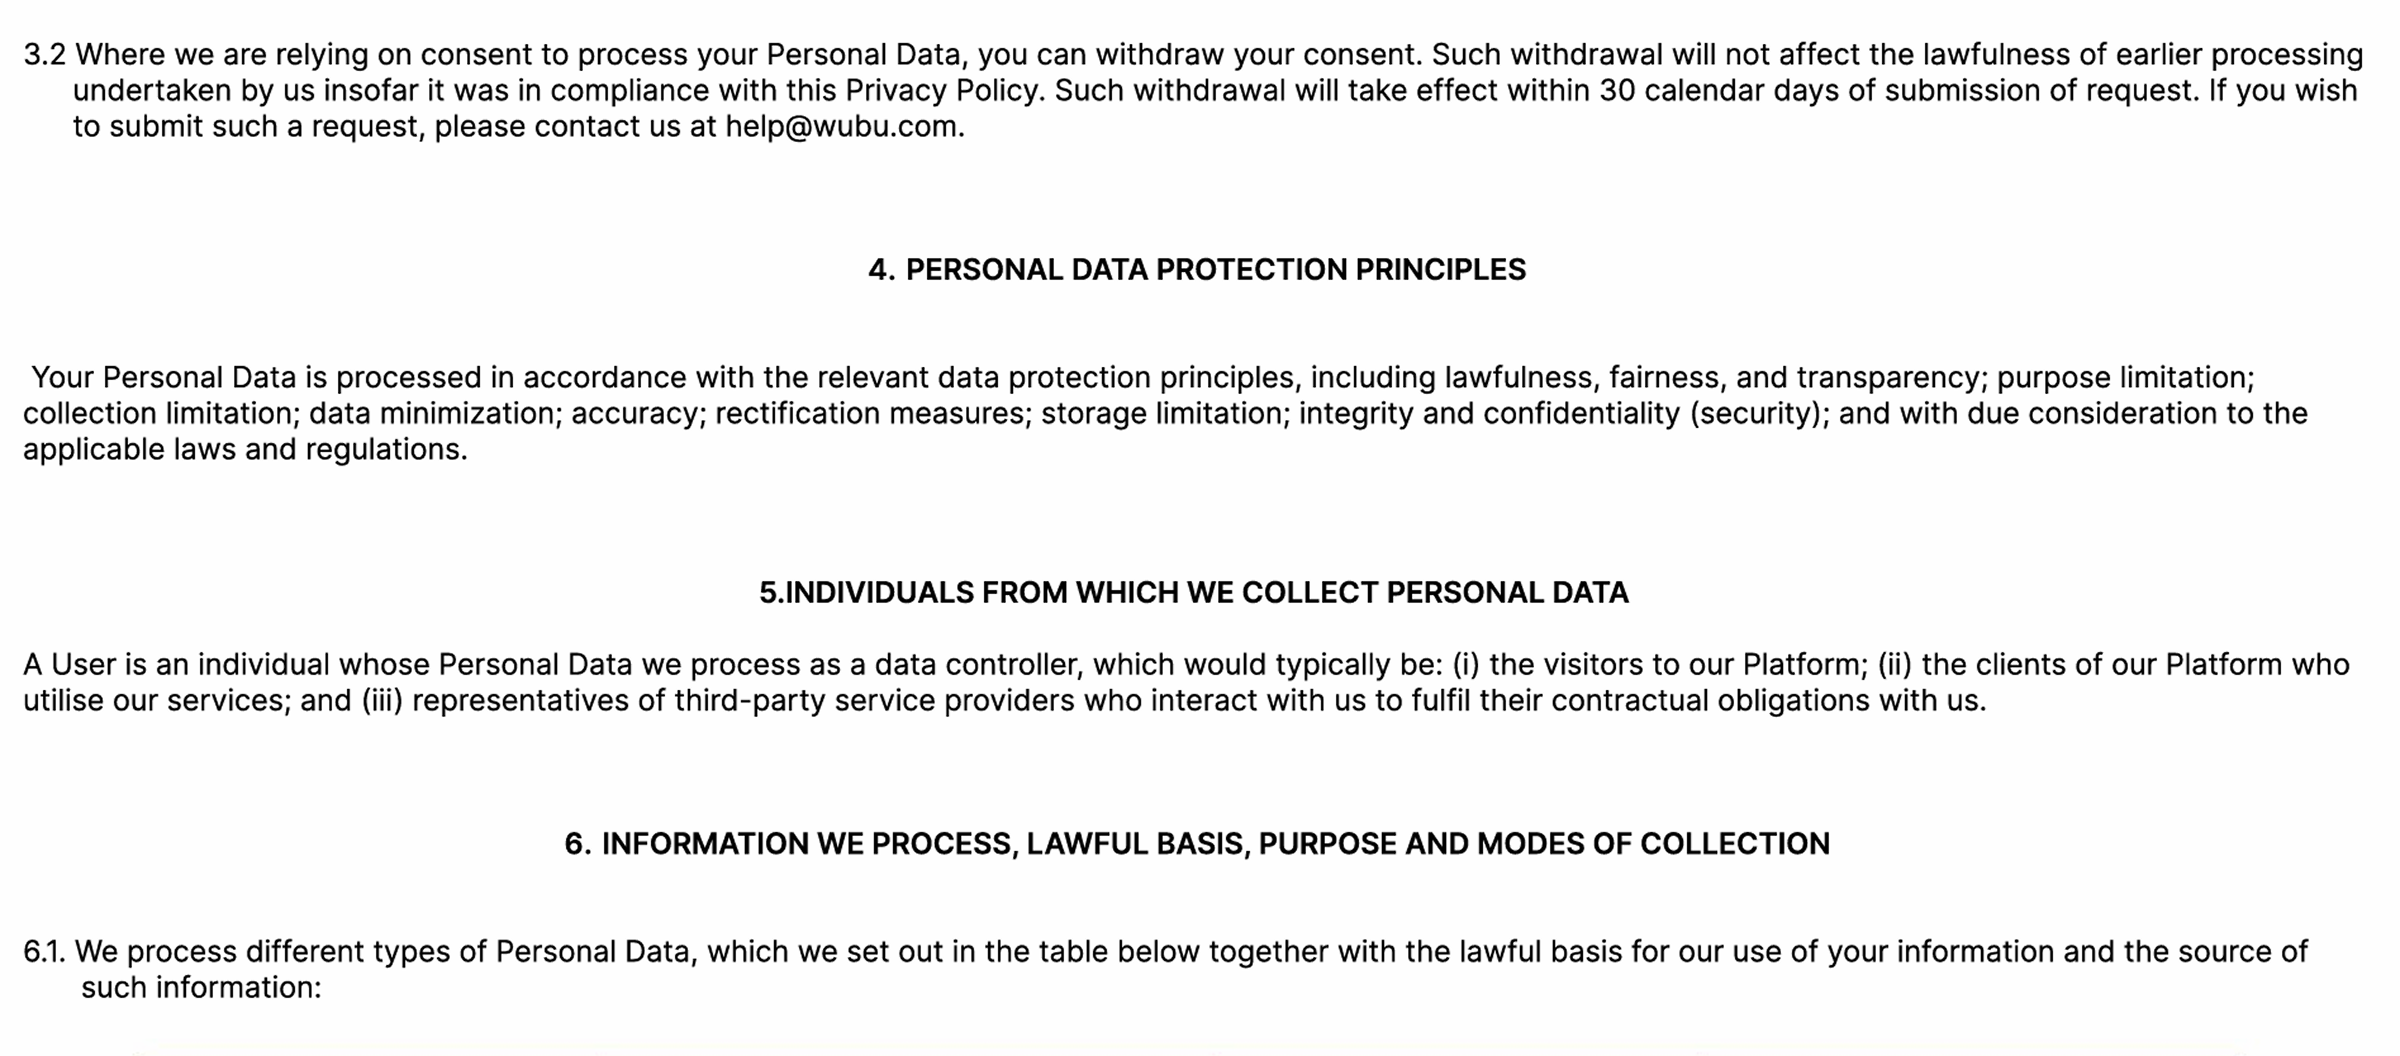 3.2 Where we are relying on consent to process your Personal Data, you can withdraw your consent. Such withdrawal will not affect the lawfulness of earlier processing
undertaken by us insofar it was in compliance with this Privacy Policy. Such withdrawal will take effect within 30 calendar days of submission of request. If you wish
to submit such a request, please contact us at help@wubu.com.
4. PERSONAL DATA PROTECTION PRINCIPLES
Your Personal Data is processed in accordance with the relevant data protection principles, including lawfulness, fairness, and transparency; purpose limitation;
collection limitation; data minimization; accuracy; rectification measures; storage limitation; integrity and confidentiality (security); and with due consideration to the
applicable laws and regulations.
5.INDIVIDUALS FROM WHICH WE COLLECT PERSONAL DATA
A User is an individual whose Personal Data we process as a data controller, which would typically be: (i) the visitors to our Platform; (ii) the clients of our Platform who
utilise our services; and (iii) representatives of third-party service providers who interact with us to fulfil their contractual obligations with us.
6. INFORMATION WE PROCESS, LAWFUL BASIS, PURPOSE AND MODES OF COLLECTION
6.1. We process different types of Personal Data, which we set out in the table below together with the lawful basis for our use of your information and the source of
such information: